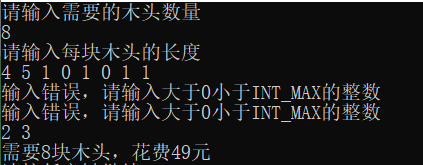 请输入需要的木头数量
8
请输入每块木头的长度
4 5 1 0 1 0 1 1
输入错误，请输入大于0小于INT_MAX的整数
输入错误，请输入大于0小于INT_MAX的整数
2 3
需要8块木头，花费49元